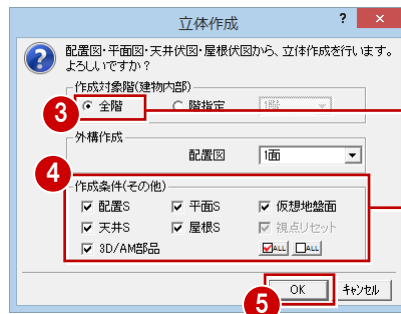 立体作成
?
×
?
配置図・平面図・天井伏図・屋根伏図から、立体作成を行います。
よろしいですか?
作成対象階(建物内部)
3
全階
階指定
1階
外構作成
配置図
1面
4
作成条件(その他)
配置S
平面S
仮想地盤面
天井S
屋根S
視点リセット
3D/AM部品
ALL
ALL
5
OK
キャンセル